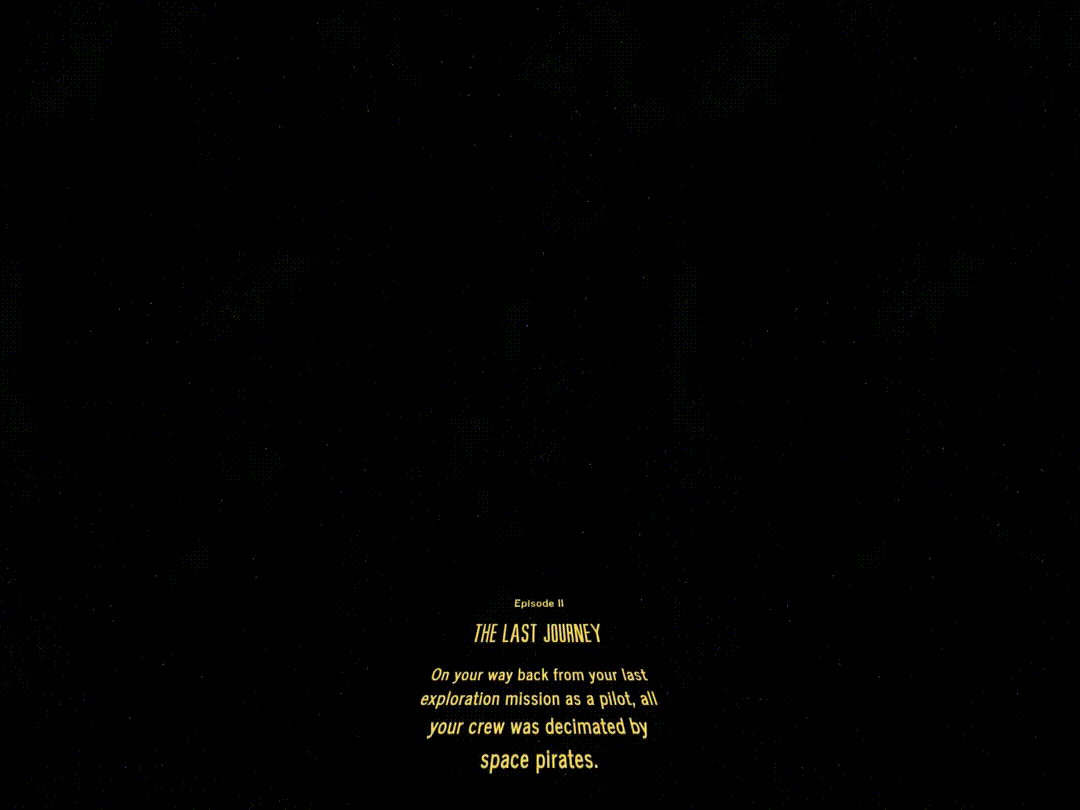 Episode II
THE LAST JOURNEY
On your way back from your last
exploration mission as a pilot, all
your crew was decimated by
space pirates.